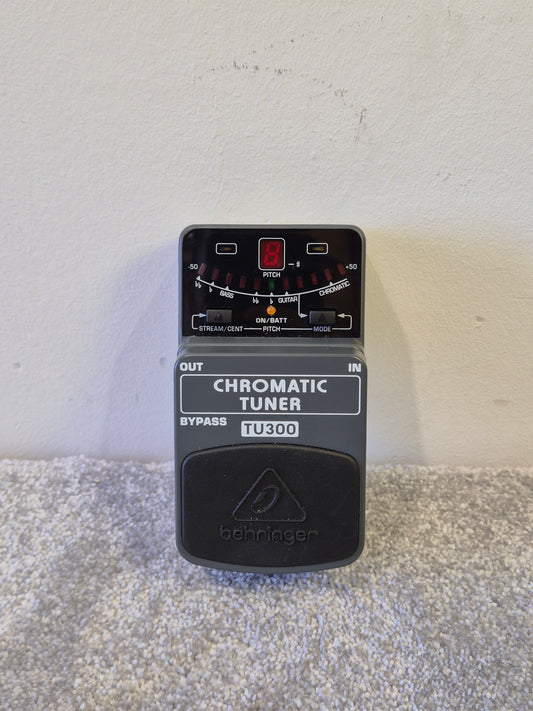 -50 +50
PITCH
♭♭ ♭ BASS ♭♭ ♭ GUITAR CHROMATIC
ON/BATT
STREAM/CENT PITCH MODE
OUT IN
CHROMATIC
TUNER
BYPASS
TU300
behringer